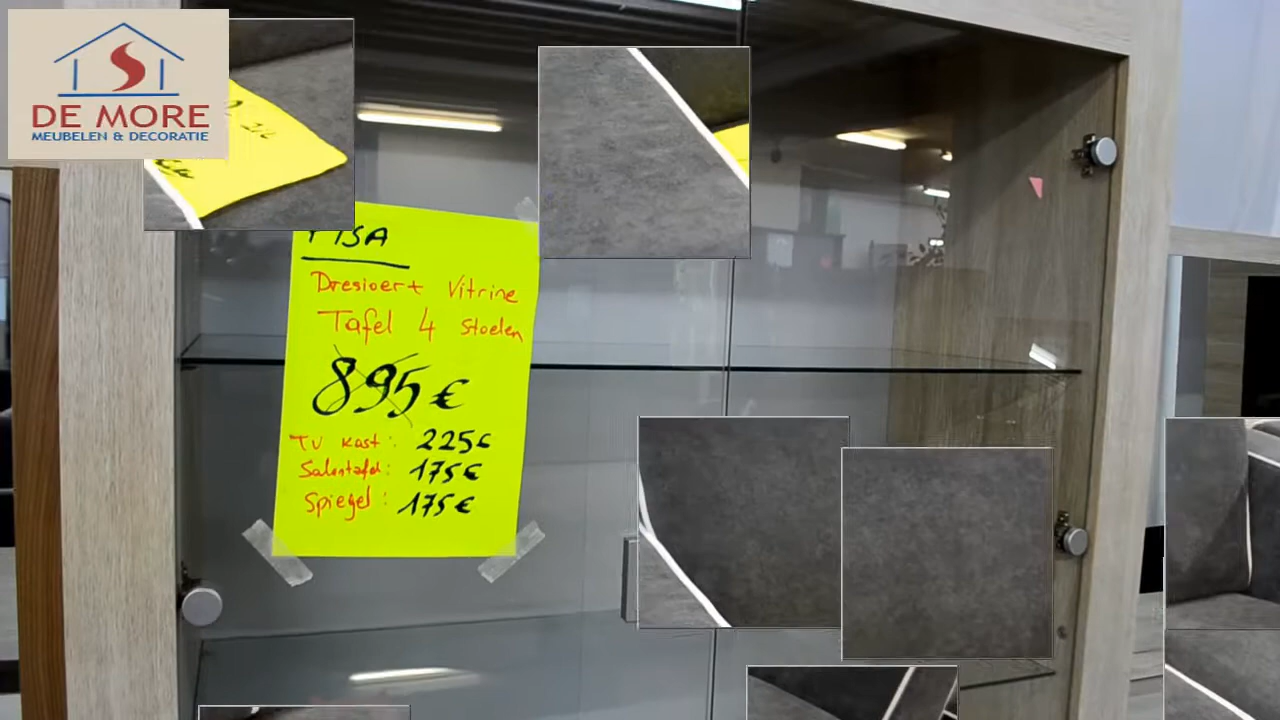 DE MORE
MEUBELEN & DECORATIE
PISA
Dresioert Vitrine
Tafel 4 stoelen
895€
TV kast: 225€
Salontafel: 175€
Spiegel: 175€